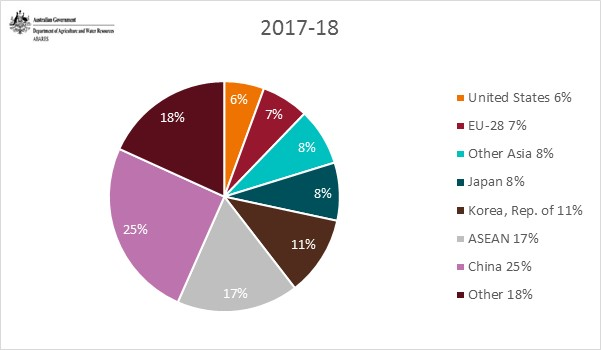 Australian Government
Department of Agriculture and Water Resources
ABARES
2017-18
6%
7%
8%
8%
11%
17%
25%
18%
United States 6%
EU-28 7%
Other Asia 8%
Japan 8%
Korea, Rep. of 11%
ASEAN 17%
China 25%
Other 18%